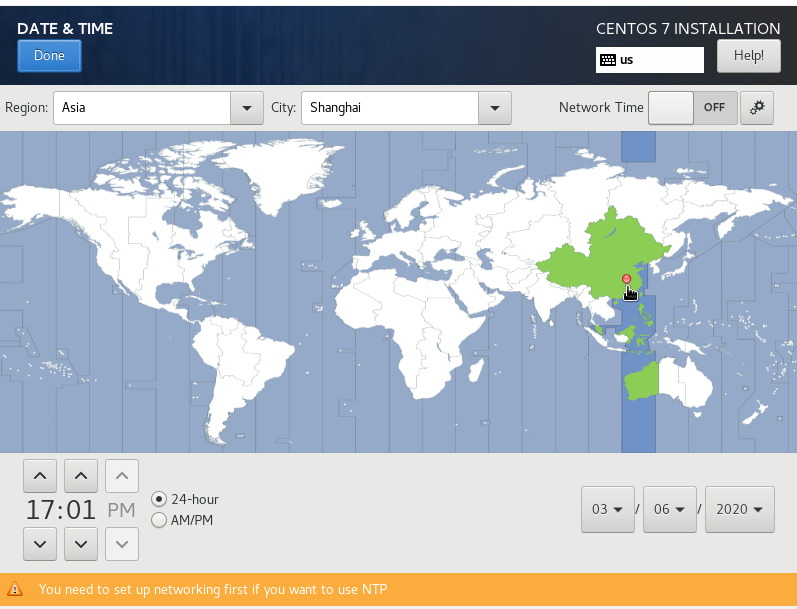 DATE & TIME
CENTOS 7 INSTALLATION
Done
us
Help!
Region: Asia City: Shanghai Network Time OFF
17:01 PM
24-hour
AM/PM
03 / 06 / 2020
You need to set up networking first if you want to use NTP